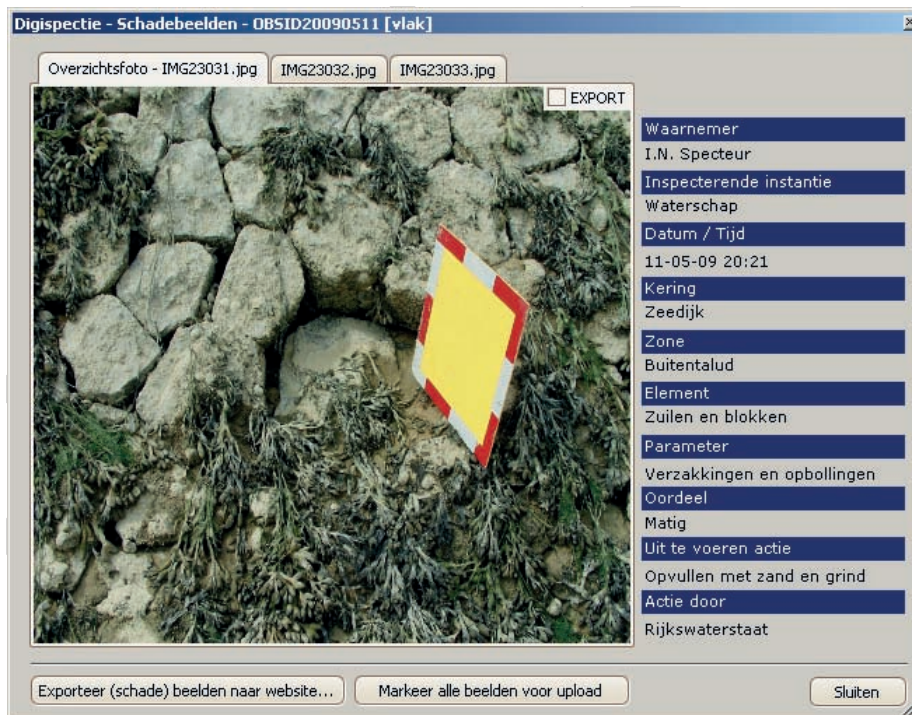 Digispectie - Schadebeelden - OBSID20090511 [vlak]
Overzichtsfoto - IMG23031.jpg
IMG23032.jpg
IMG23033.jpg
EXPORT
Waarnemer
I.N. Specteur
Inspecterende instantie
Waterschap
Datum / Tijd
11-05-09 20:21
Kering
Zeedijk
Zone
Buitentalud
Element
Zuilen en blokken
Parameter
Verzakkingen en opbollingen
Oordeel
Matig
Uit te voeren actie
Opvullen met zand en grind
Actie door
Rijkswaterstaat
Exporteer (schade) beelden naar website...
Markeer alle beelden voor upload
Sluiten